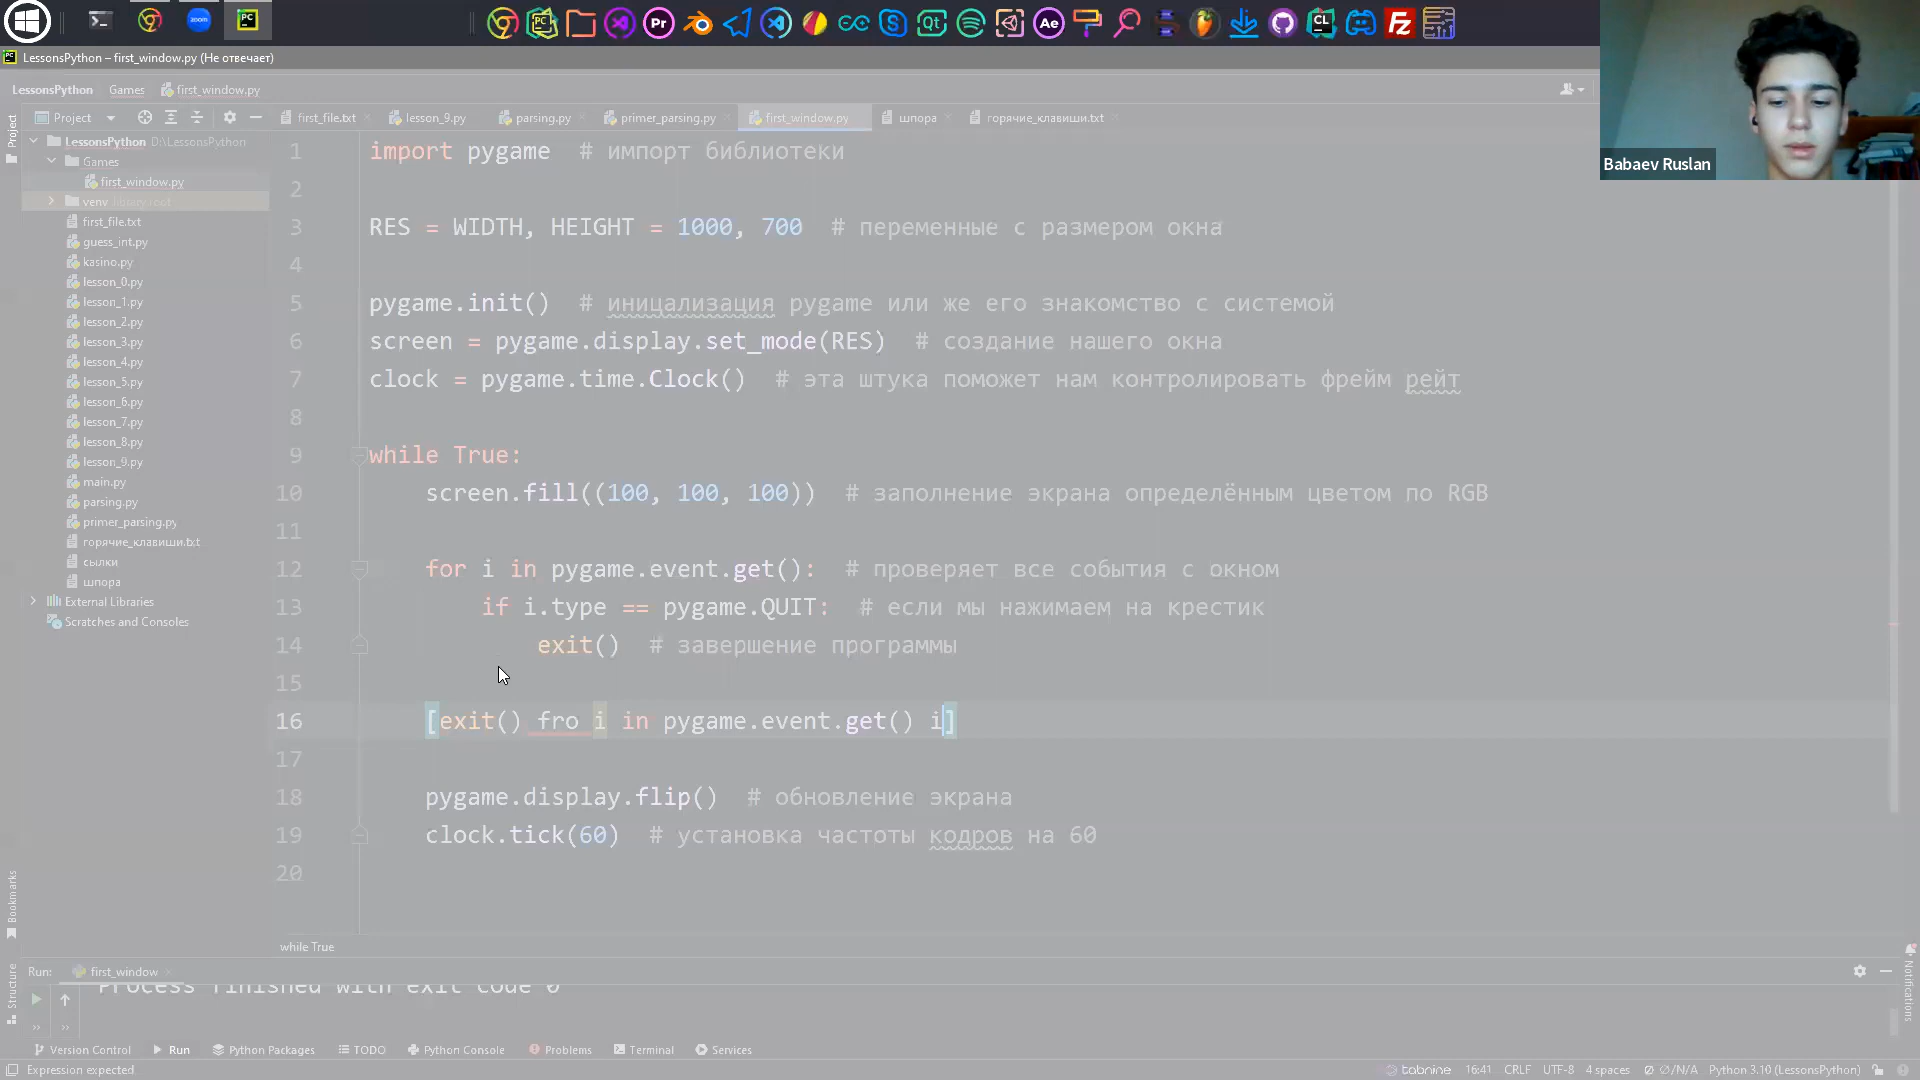 LessonsPython – first_window.py (Не отвечает)
LessonsPython Games first_window.py
Project first_file.txt lesson_9.py parsing.py primer_parsing.py first_window.py шпора горячие_клавиши.txt
Project
LessonsPython D:\LessonsPython
Games
first_window.py
venv library root
first_file.txt
guess_int.py
kasino.py
lesson_0.py
lesson_1.py
lesson_2.py
lesson_3.py
lesson_4.py
lesson_5.py
lesson_6.py
lesson_7.py
lesson_8.py
lesson_9.py
main.py
parsing.py
primer_parsing.py
горячие_клавиши.txt
сылки
шпора
External Libraries
Scratches and Consoles
1 import pygame # импорт библиотеки
2
3 RES = WIDTH, HEIGHT = 1000, 700 # переменные с размером окна
4
5 pygame.init() # инициализация pygame или же его знакомство с системой
6 screen = pygame.display.set_mode(RES) # создание нашего окна
7 clock = pygame.time.Clock() # эта штука поможет нам контролировать фрейм рейт
8
9 while True:
10 screen.fill((100, 100, 100)) # заполнение экрана определённым цветом по RGB
11
12 for i in pygame.event.get(): # проверяет все события с окном
13 if i.type == pygame.QUIT: # если мы нажимаем на крестик
14 exit() # завершение программы
15
16 [exit() fro i in pygame.event.get() i]
17
18 pygame.display.flip() # обновление экрана
19 clock.tick(60) # установка частоты кодров на 60
20
while True
Babaev Ruslan
Bookmarks
Structure
Notifications
Run: first_window
Process finished with exit code 0
Version Control Run Python Packages TODO Python Console Problems Terminal Services
Expression expected tabnine 16:41 CRLF UTF-8 4 spaces ∅/N/A Python 3.10 (LessonsPython)